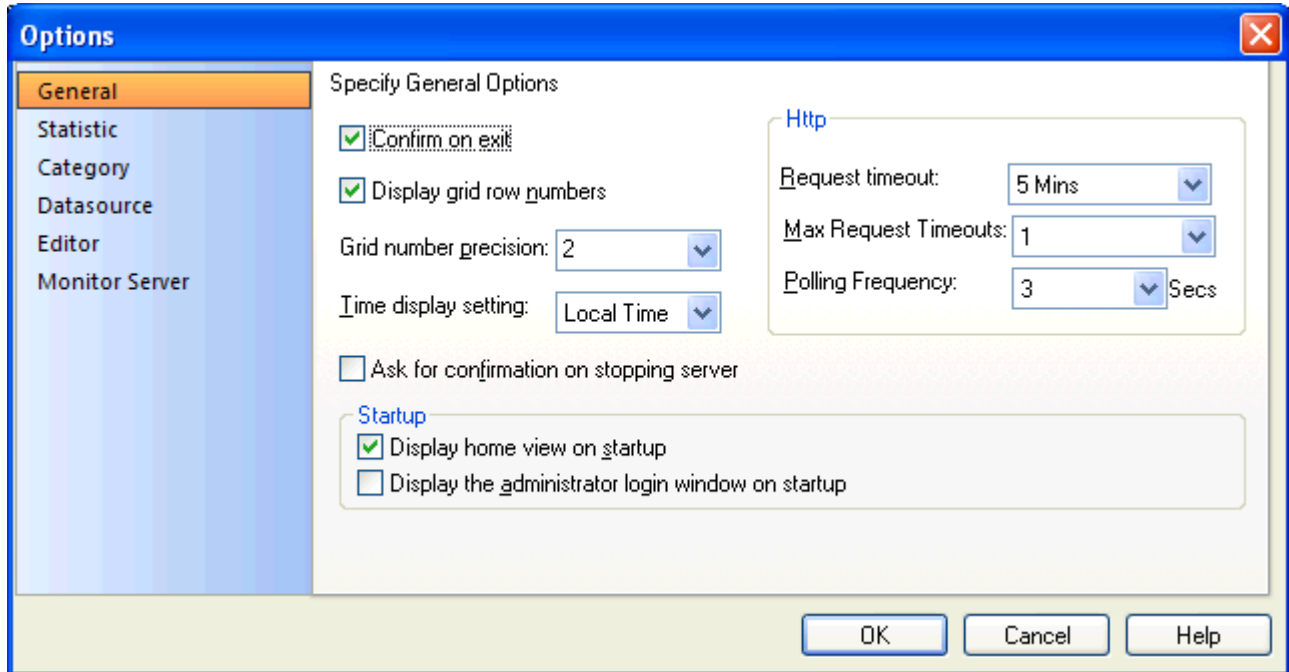 Options
General
Statistic
Category
Datasource
Editor
Monitor Server
Specify General Options
Confirm on exit
Display grid row numbers
Grid number precision: 2
Time display setting: Local Time
Ask for confirmation on stopping server
Http
Request timeout: 5 Mins
Max Request Timeouts: 1
Polling Frequency: 3 Secs
Startup
Display home view on startup
Display the administrator login window on startup
OK Cancel Help